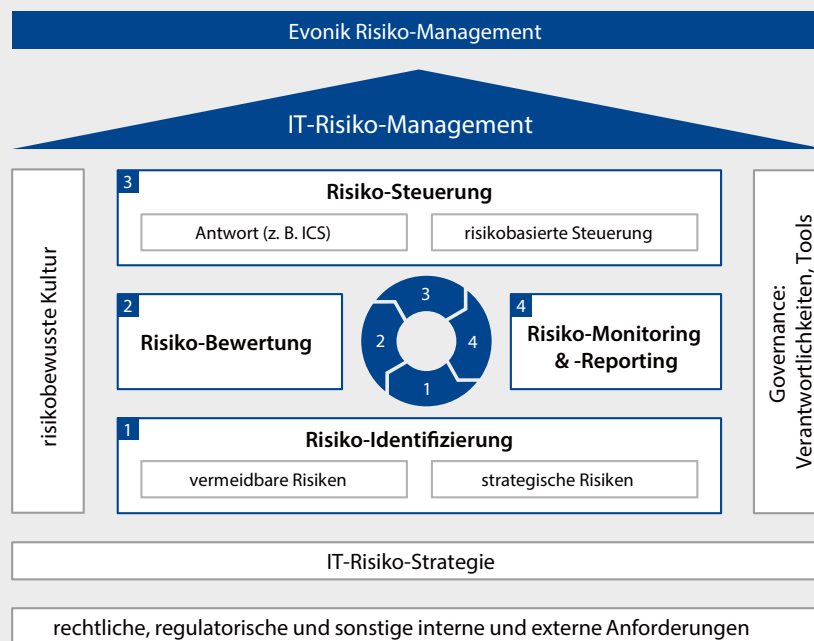 Evonik Risiko-Management
IT-Risiko-Management
risikobewusste Kultur
3
Risiko-Steuerung
Antwort (z. B. ICS)
risikobasierte Steuerung
2
Risiko-Bewertung
3
2
4
1
4
Risiko-Monitoring
& -Reporting
1
Risiko-Identifizierung
vermeidbare Risiken
strategische Risiken
Governance:
Verantwortlichkeiten, Tools
IT-Risiko-Strategie
rechtliche, regulatorische und sonstige interne und externe Anforderungen